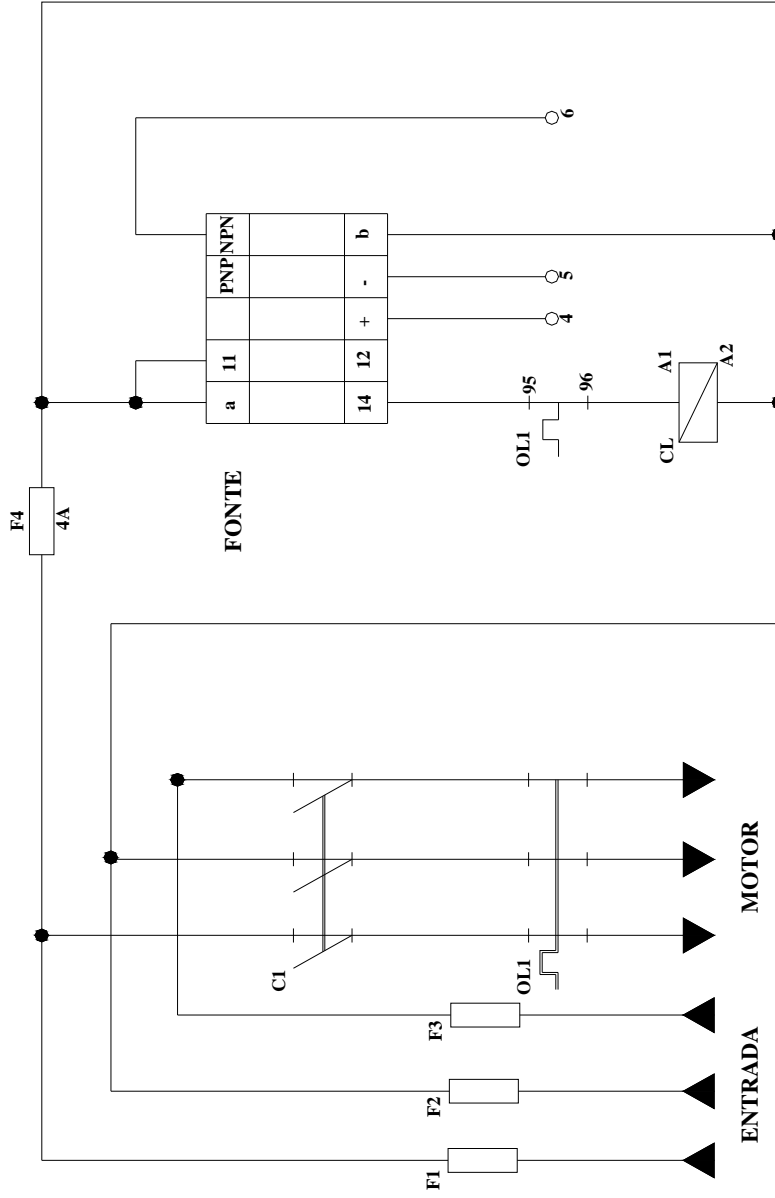 F4
4A
FONTE
a 11 PNP NPN
C1
14 12 + - b
F1 F2 F3
OL1
OL1 95
4 5 6
96
CL A1
A2
ENTRADA MOTOR